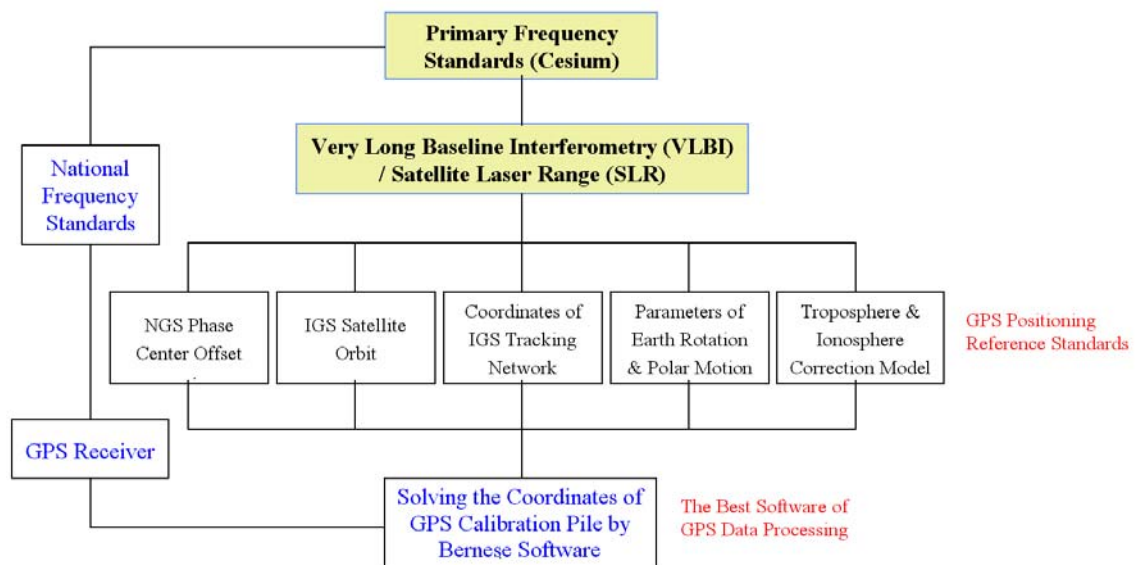 Primary Frequency
Standards (Cesium)
Very Long Baseline Interferometry (VLBI)
/ Satellite Laser Range (SLR)
National
Frequency
Standards
NGS Phase
Center Offset
IGS Satellite
Orbit
Coordinates of
IGS Tracking
Network
Parameters of
Earth Rotation
& Polar Motion
Troposphere &
Ionosphere
Correction Model
GPS Positioning
Reference Standards
GPS Receiver
Solving the Coordinates of
GPS Calibration Pile by
Bernese Software
The Best Software of
GPS Data Processing